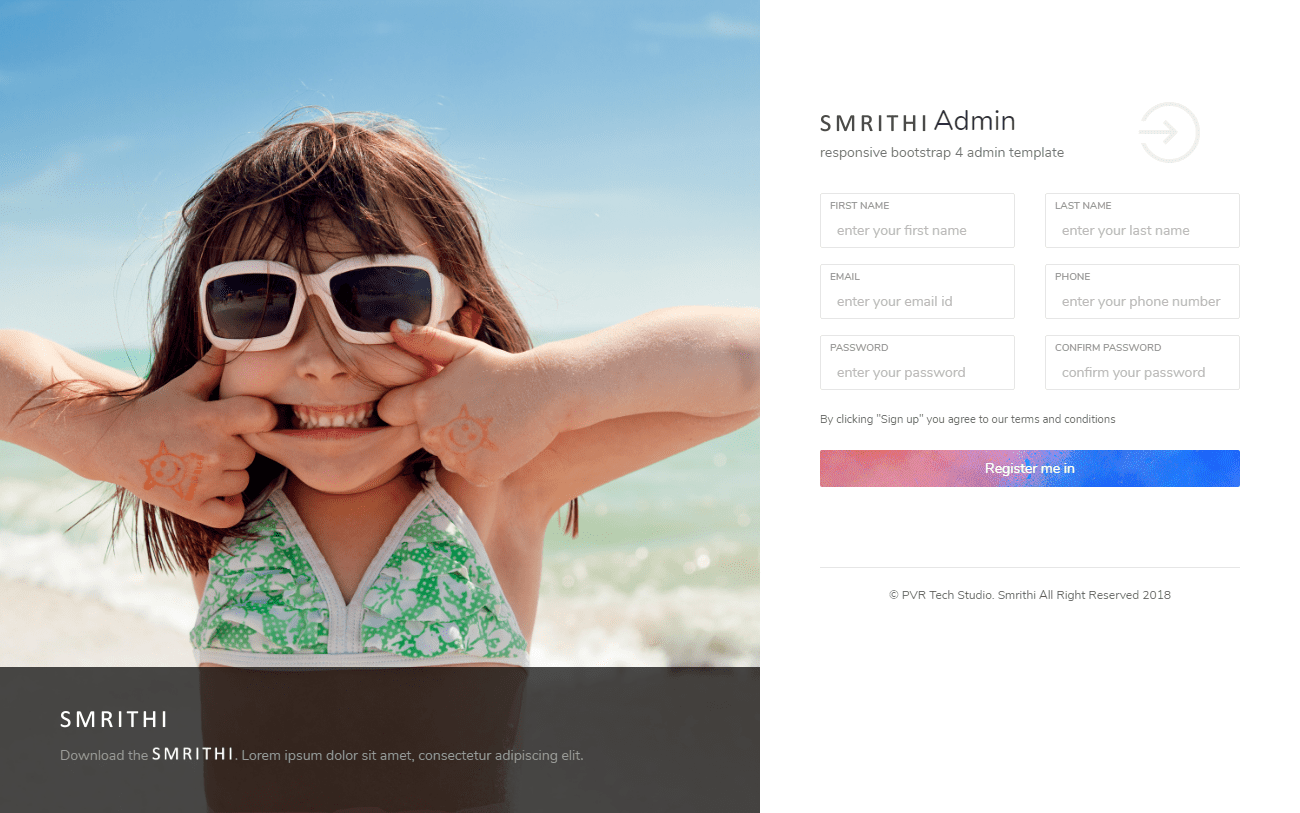 SMRITHI
Download the SMRITHI. Lorem ipsum dolor sit amet, consectetur adipiscing elit.
SMRITHI Admin
responsive bootstrap 4 admin template
FIRST NAME
enter your first name
LAST NAME
enter your last name
EMAIL
enter your email id
PHONE
enter your phone number
PASSWORD
enter your password
CONFIRM PASSWORD
confirm your password
By clicking "Sign up" you agree to our terms and conditions
Register me in
© PVR Tech Studio. Smrithi All Right Reserved 2018